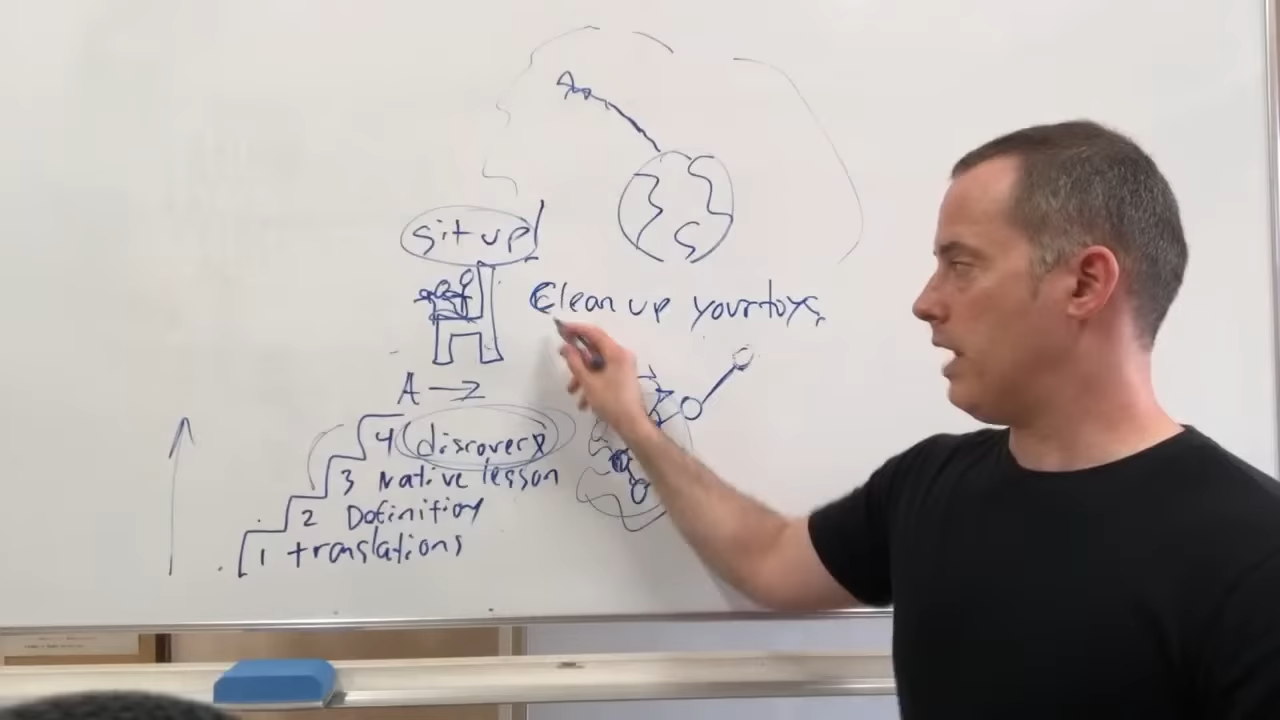 sit up!
Clean up your toys,
A → Z
4 discovery
3 Native lesson
2 Definition
1 translations